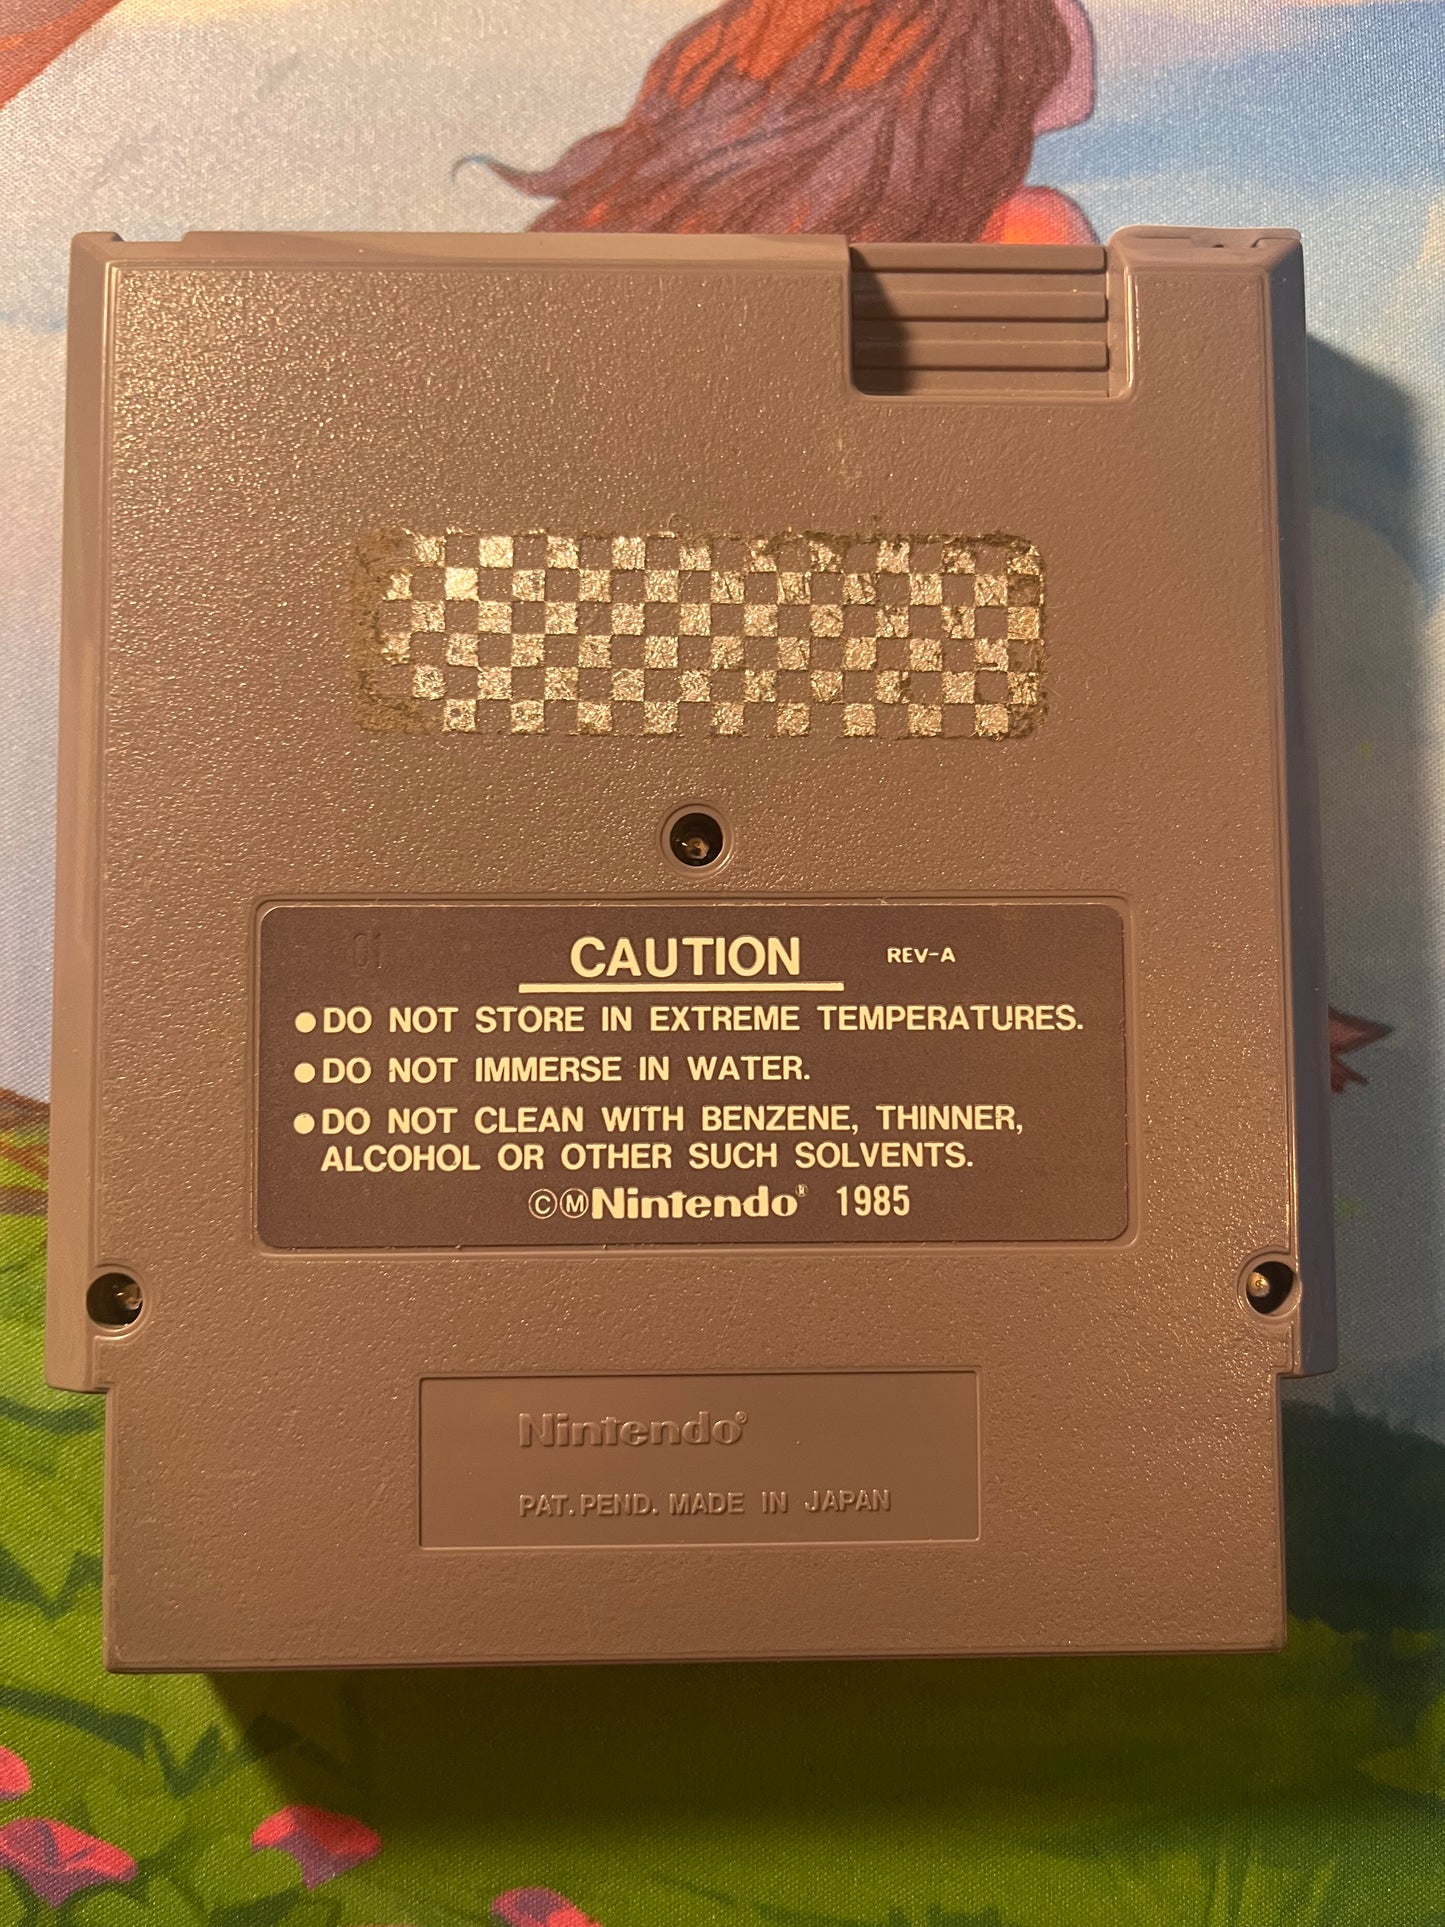 CAUTION REV-A
●DO NOT STORE IN EXTREME TEMPERATURES.
●DO NOT IMMERSE IN WATER.
●DO NOT CLEAN WITH BENZENE, THINNER,
ALCOHOL OR OTHER SUCH SOLVENTS.
©ⓂNintendo® 1985
Nintendo®
PAT. PEND. MADE IN JAPAN